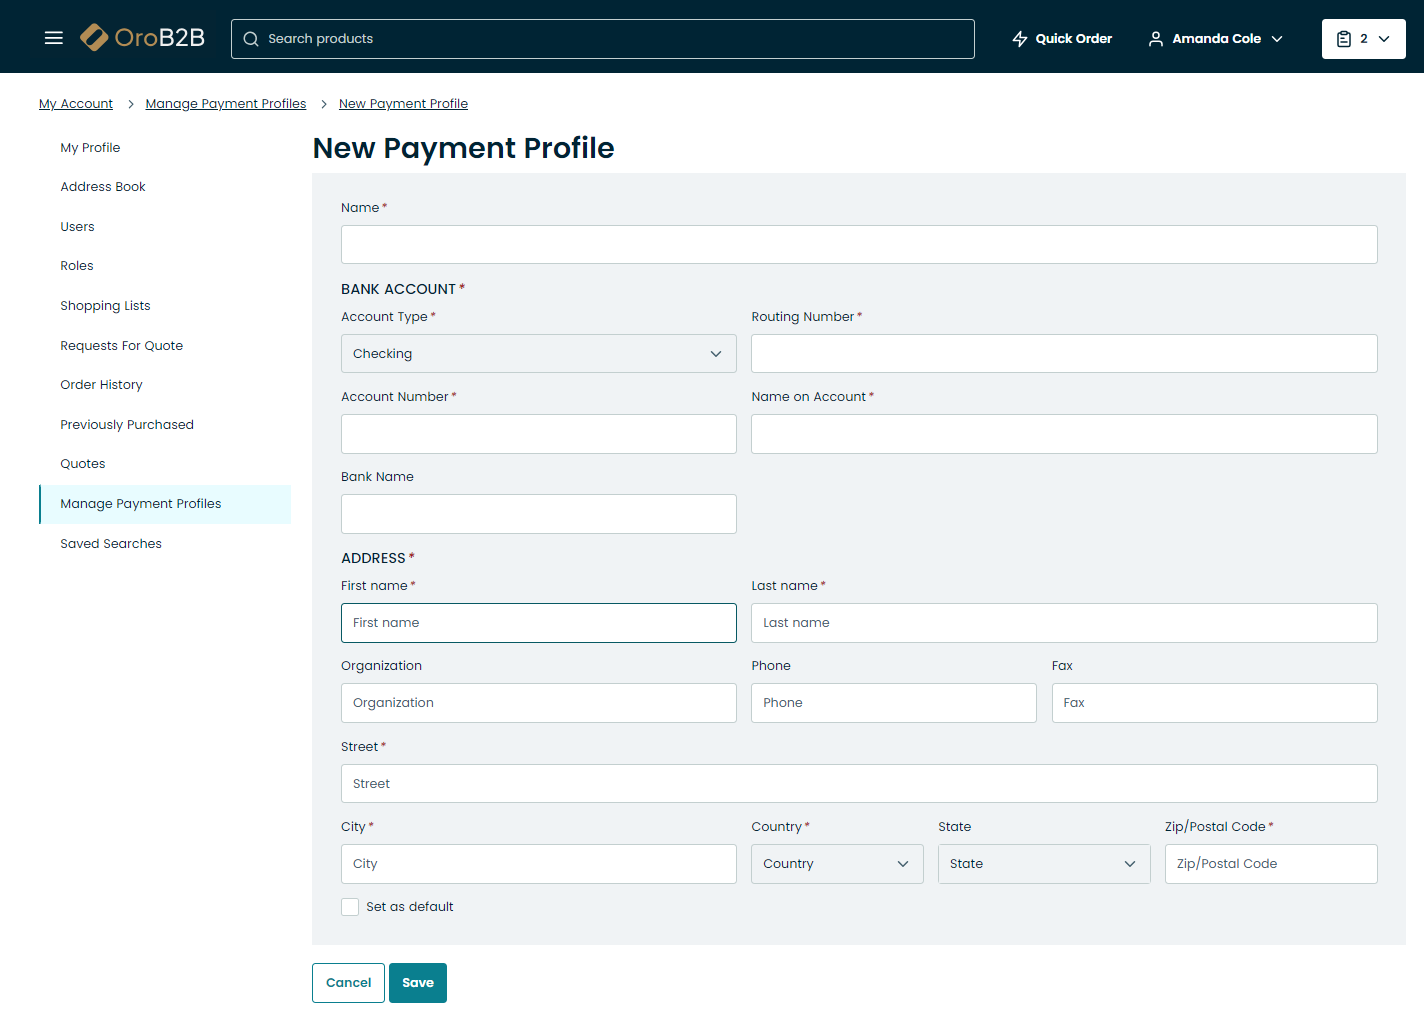 OroB2B
Search products
Quick Order
Amanda Cole
2
My Account > Manage Payment Profiles > New Payment Profile
My Profile
Address Book
Users
Roles
Shopping Lists
Requests For Quote
Order History
Previously Purchased
Quotes
Manage Payment Profiles
Saved Searches
New Payment Profile
Name *
BANK ACCOUNT *
Account Type * Routing Number *
Checking
Account Number * Name on Account *
Bank Name
ADDRESS *
First name * Last name *
First name Last name
Organization Phone Fax
Organization Phone Fax
Street *
Street
City * Country * State Zip/Postal Code *
City Country State Zip/Postal Code
Set as default
Cancel Save